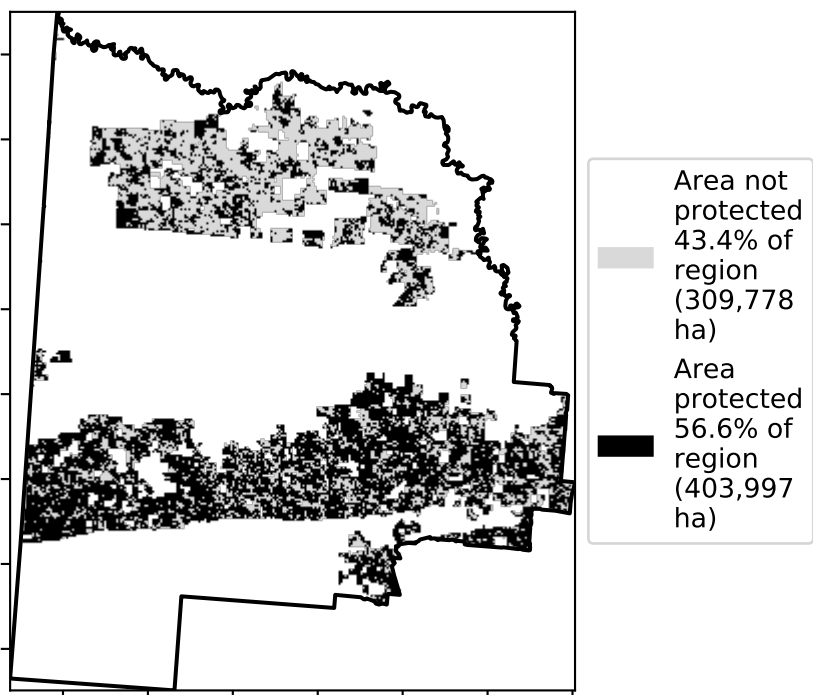 Area not
protected
43.4% of
region
(309,778
ha)
Area
protected
56.6% of
region
(403,997
ha)